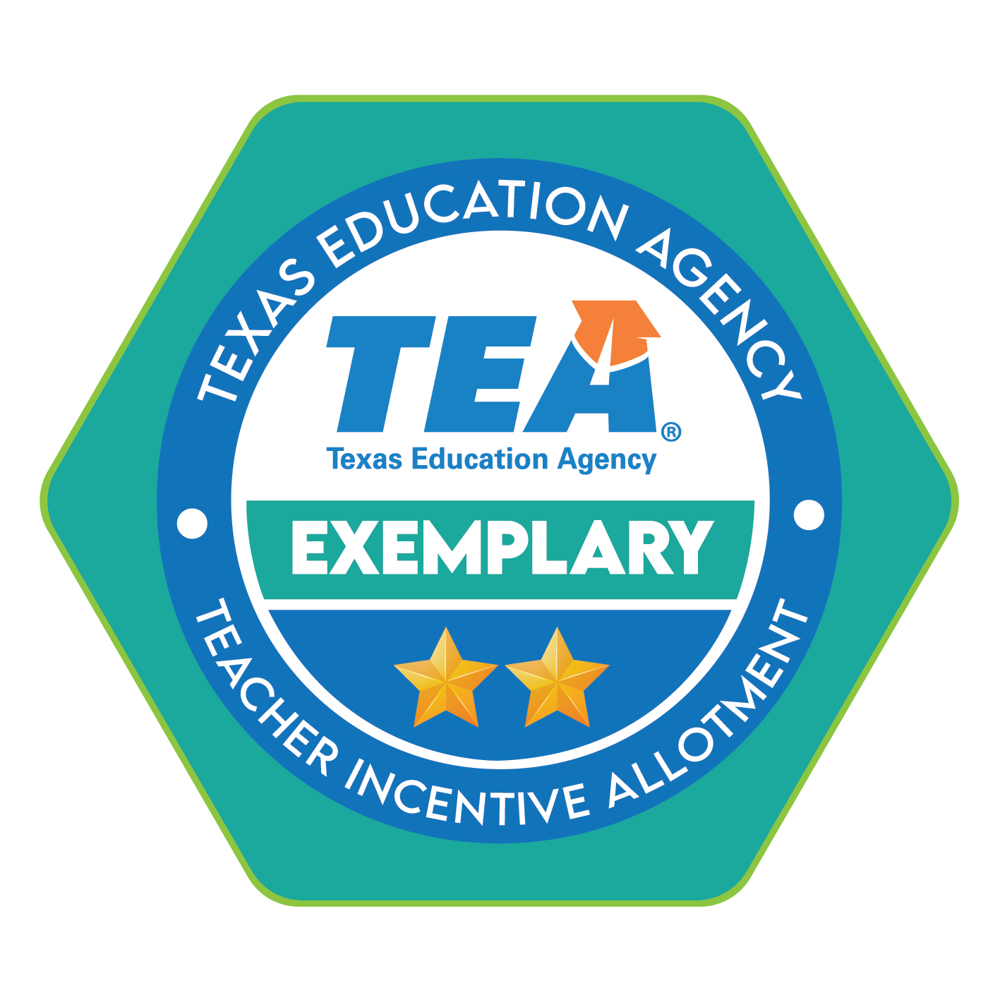 TEXAS EDUCATION AGENCY
TEA®
Texas Education Agency
EXEMPLARY
TEACHER INCENTIVE ALLOTMENT